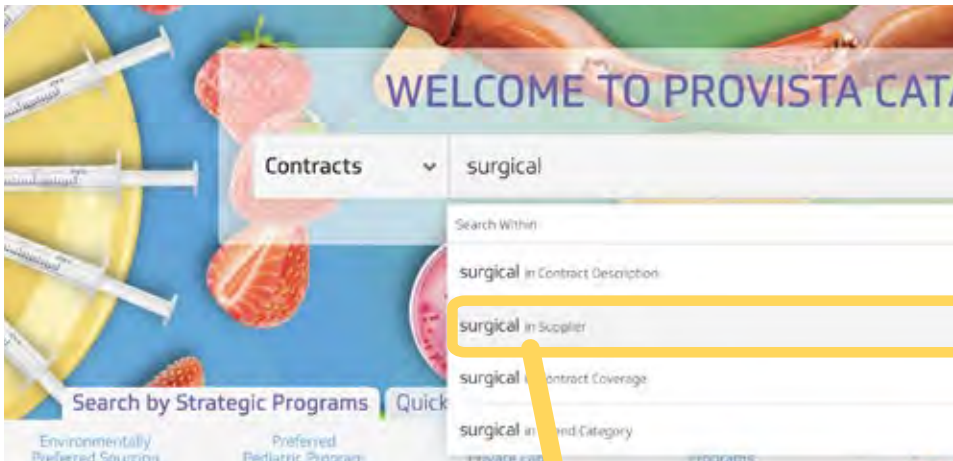 WELCOME TO PROVISTA CATA
Contracts
surgical
Search Within
surgical in Contract Description
surgical in Supplier
surgical Contract Coverage
surgical Category
Search by Strategic Programs
Quick
Environmentally
Preferred Sourcing
Preferred
Pediatric Program
Programs